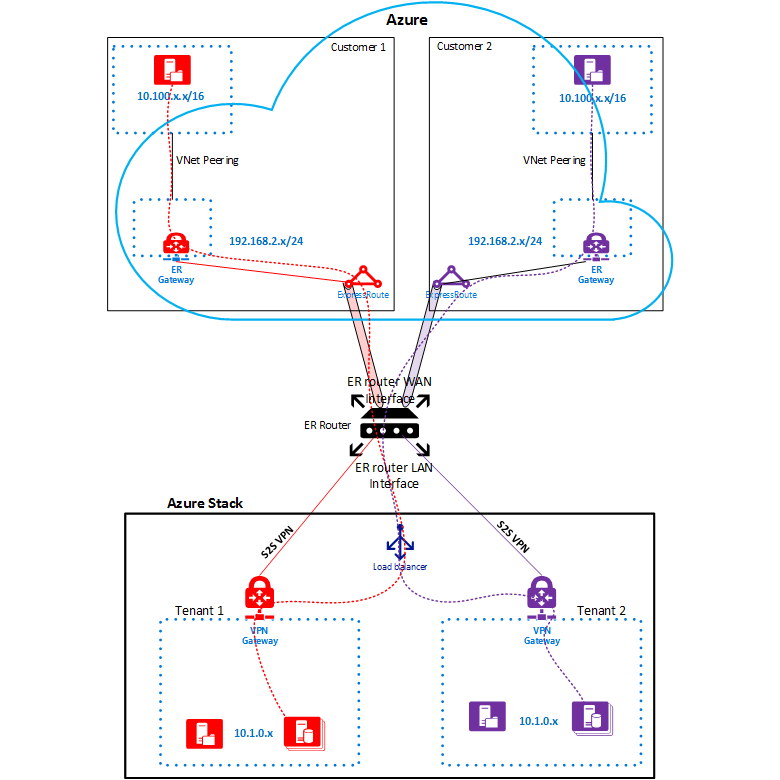 Azure
Customer 1
Customer 2
10.100.x.x/16
10.100.x.x/16
VNet Peering
VNet Peering
192.168.2.x/24
192.168.2.x/24
ER
Gateway
ExpressRoute
ExpressRoute
ER
Gateway
ER router WAN
Interface
ER Router
ER router LAN
Interface
Azure Stack
S2S VPN
S2S VPN
Load balancer
Tenant 1
Tenant 2
VPN
Gateway
VPN
Gateway
10.1.0.x
10.1.0.x